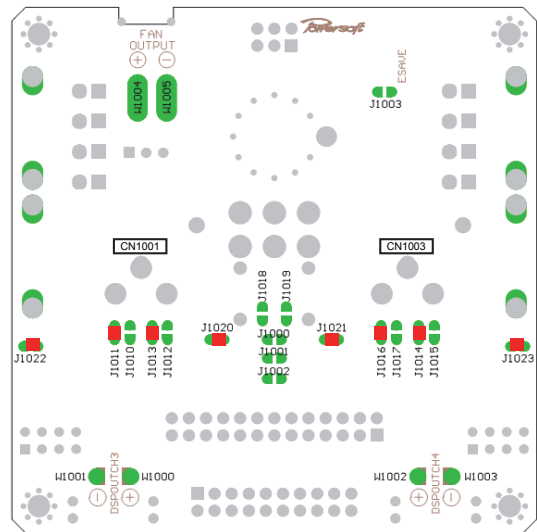 FAN
OUTPUT
+ −
Powersoft
W1004
W1005
ESAVE
J1003
CN1001
CN1003
J1018
J1019
J1022
J1011
J1010
J1013
J1012
J1020
J1000
J1001
J1002
J1021
J1016
J1017
J1014
J1015
J1023
W1001
DSPOUTCH3
W1000
− +
W1002
DSPOUTCH4
W1003
+ −